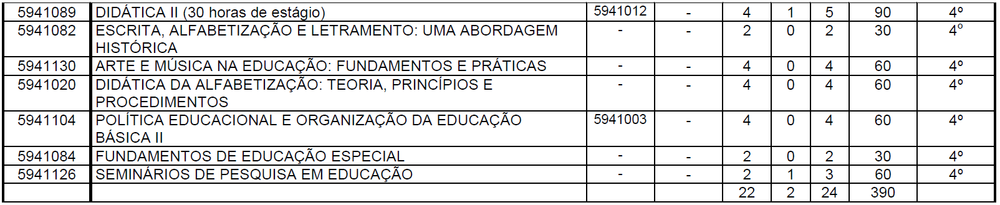 5941089 DIDÁTICA II (30 horas de estágio) 5941012 - 4 1 5 90 4º
5941082 ESCRITA, ALFABETIZAÇÃO E LETRAMENTO: UMA ABORDAGEM - - 2 0 2 30 4º
HISTÓRICA
5941130 ARTE E MÚSICA NA EDUCAÇÃO: FUNDAMENTOS E PRÁTICAS - - 4 0 4 60 4º
5941020 DIDÁTICA DA ALFABETIZAÇÃO: TEORIA, PRINCÍPIOS E - - 4 0 4 60 4º
PROCEDIMENTOS
5941104 POLÍTICA EDUCACIONAL E ORGANIZAÇÃO DA EDUCAÇÃO 5941003 - 4 0 4 60 4º
BÁSICA II
5941084 FUNDAMENTOS DE EDUCAÇÃO ESPECIAL - - 2 0 2 30 4º
5941126 SEMINÁRIOS DE PESQUISA EM EDUCAÇÃO - - 2 1 3 60 4º
22 2 24 390